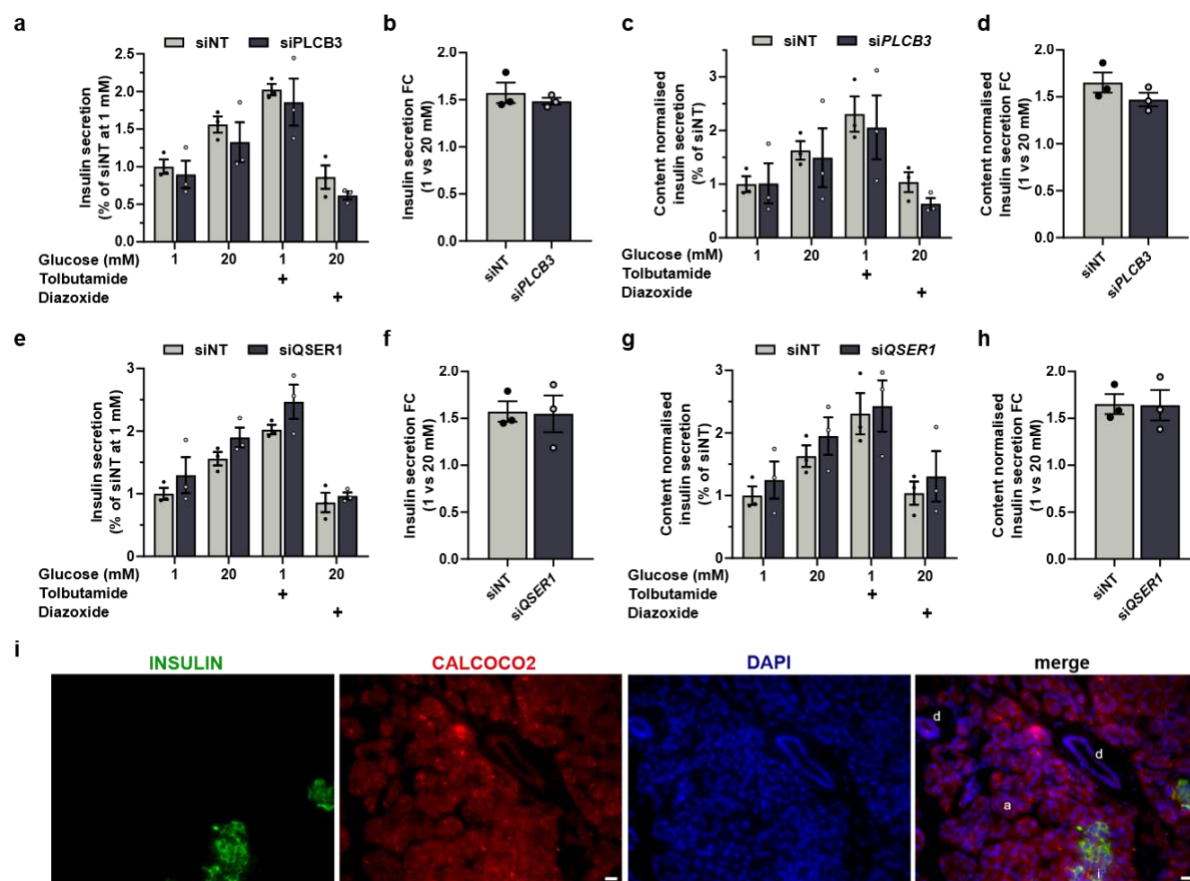 a
siNT siPLCB3
Insulin secretion
(% of siNT at 1 mM)
2.5
2.0
1.5
1.0
0.5
0.0
Glucose (mM) 1 20 1 20
Tolbutamide +
Diazoxide +
b
Insulin secretion FC
(1 vs 20 mM)
2.0
1.5
1.0
0.5
0.0
siNT
siPLCB3
c
siNT siPLCB3
Content normalised
insulin secretion
(% of siNT)
3
2
1
0
Glucose (mM) 1 20 1 20
Tolbutamide +
Diazoxide +
d
Content normalised
Insulin secretion FC
(1 vs 20 mM)
2.0
1.5
1.0
0.5
0.0
siNT
siPLCB3
e
siNT siQSER1
Insulin secretion
(% of siNT at 1 mM)
3
2
1
0
Glucose (mM) 1 20 1 20
Tolbutamide +
Diazoxide +
f
Insulin secretion FC
(1 vs 20 mM)
2.0
1.5
1.0
0.5
0.0
siNT
siQSER1
g
siNT siQSER1
Content normalised
insulin secretion
(% of siNT)
3
2
1
0
Glucose (mM) 1 20 1 20
Tolbutamide +
Diazoxide +
h
Content normalised
Insulin secretion FC
(1 vs 20 mM)
2.0
1.5
1.0
0.5
0.0
siNT
siQSER1
i
INSULIN CALCOCO2 DAPI merge
d
d
a
i